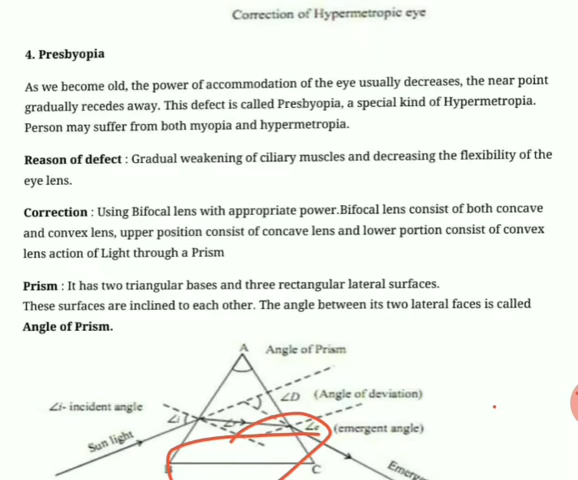 Correction of Hypermetropic eye
4. Presbyopia
As we become old, the power of accommodation of the eye usually decreases, the near point
gradually recedes away. This defect is called Presbyopia, a special kind of Hypermetropia.
Person may suffer from both myopia and hypermetropia.
Reason of defect : Gradual weakening of ciliary muscles and decreasing the flexibility of the
eye lens.
Correction : Using Bifocal lens with appropriate power.Bifocal lens consist of both concave
and convex lens, upper position consist of concave lens and lower portion consist of convex
lens action of Light through a Prism
Prism : It has two triangular bases and three rectangular lateral surfaces.
These surfaces are inclined to each other. The angle between its two lateral faces is called
Angle of Prism.
A Angle of Prism
∠D (Angle of deviation)
∠i- incident angle
∠i
∠e (emergent angle)
Sun light
B
C